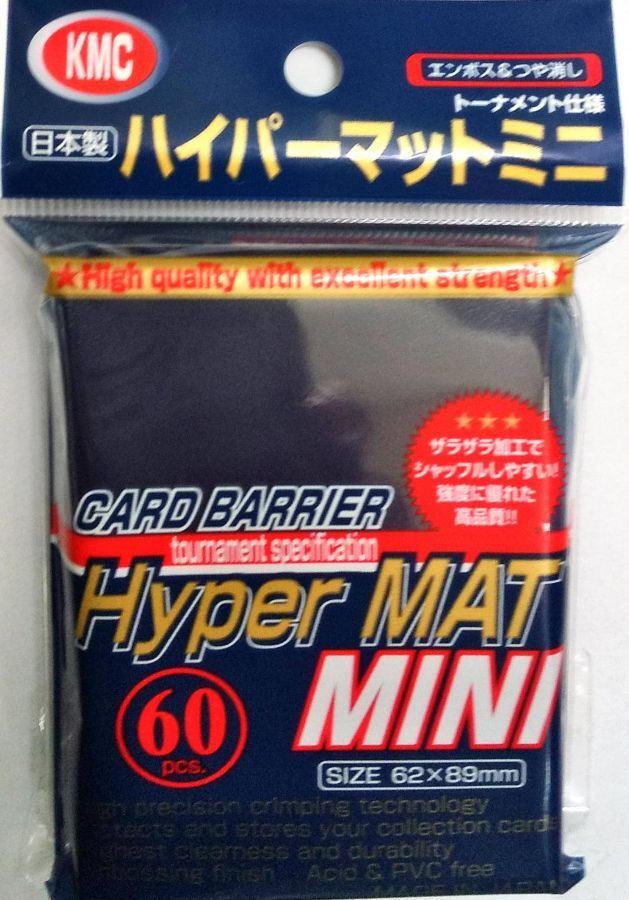 KMC
エンボス&つや消し
トーナメント仕様
日本製 ハイパーマットミニ
★High quality with excellent strength★
★★★
ザラザラ加工で
シャッフルしやすい!
強度に優れた
高品質!!
CARD BARRIER
tournament specification
Hyper MAT
MINI
60
pcs.
SIZE 62×89mm
precision crimping technology
and stores your collection cards
clearness and durability
finish Acid & PVC free
MADE IN JAPAN